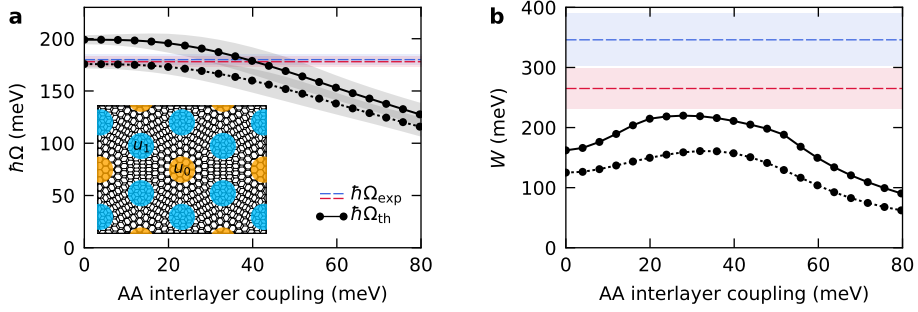 a
200
150
100
50
0
ℏΩ (meV)
u₁
u₀
ℏΩexp
ℏΩth
0 20 40 60 80
AA interlayer coupling (meV)
b
400
300
200
100
0
W (meV)
0 20 40 60 80
AA interlayer coupling (meV)